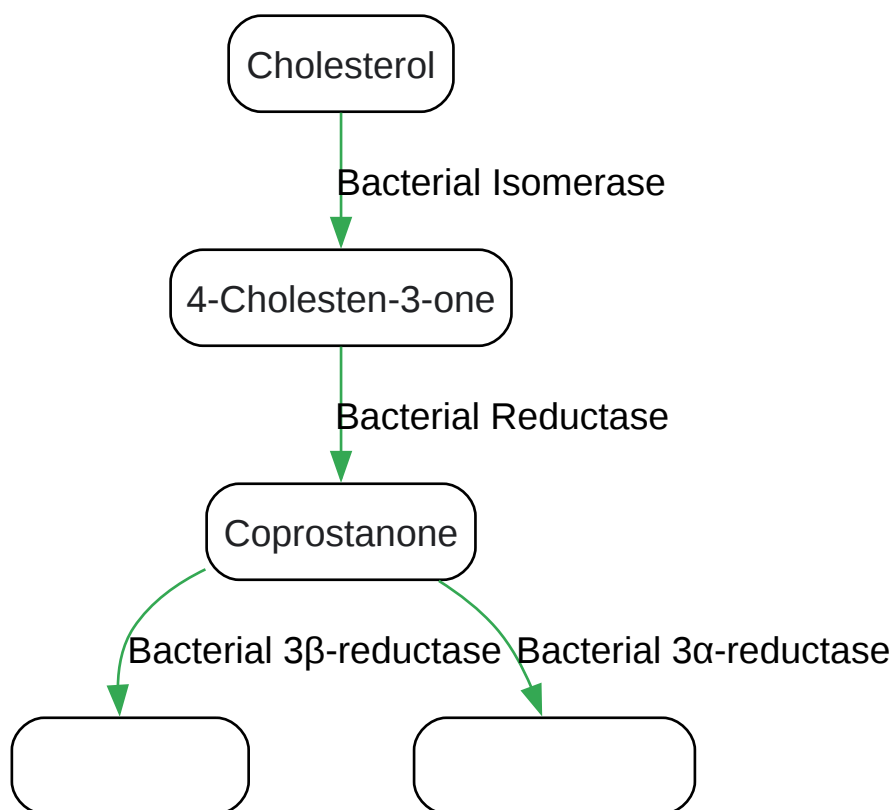 Cholesterol
Bacterial Isomerase
4-Cholesten-3-one
Bacterial Reductase
Coprostanone
Bacterial 3β-reductase
Bacterial 3α-reductase